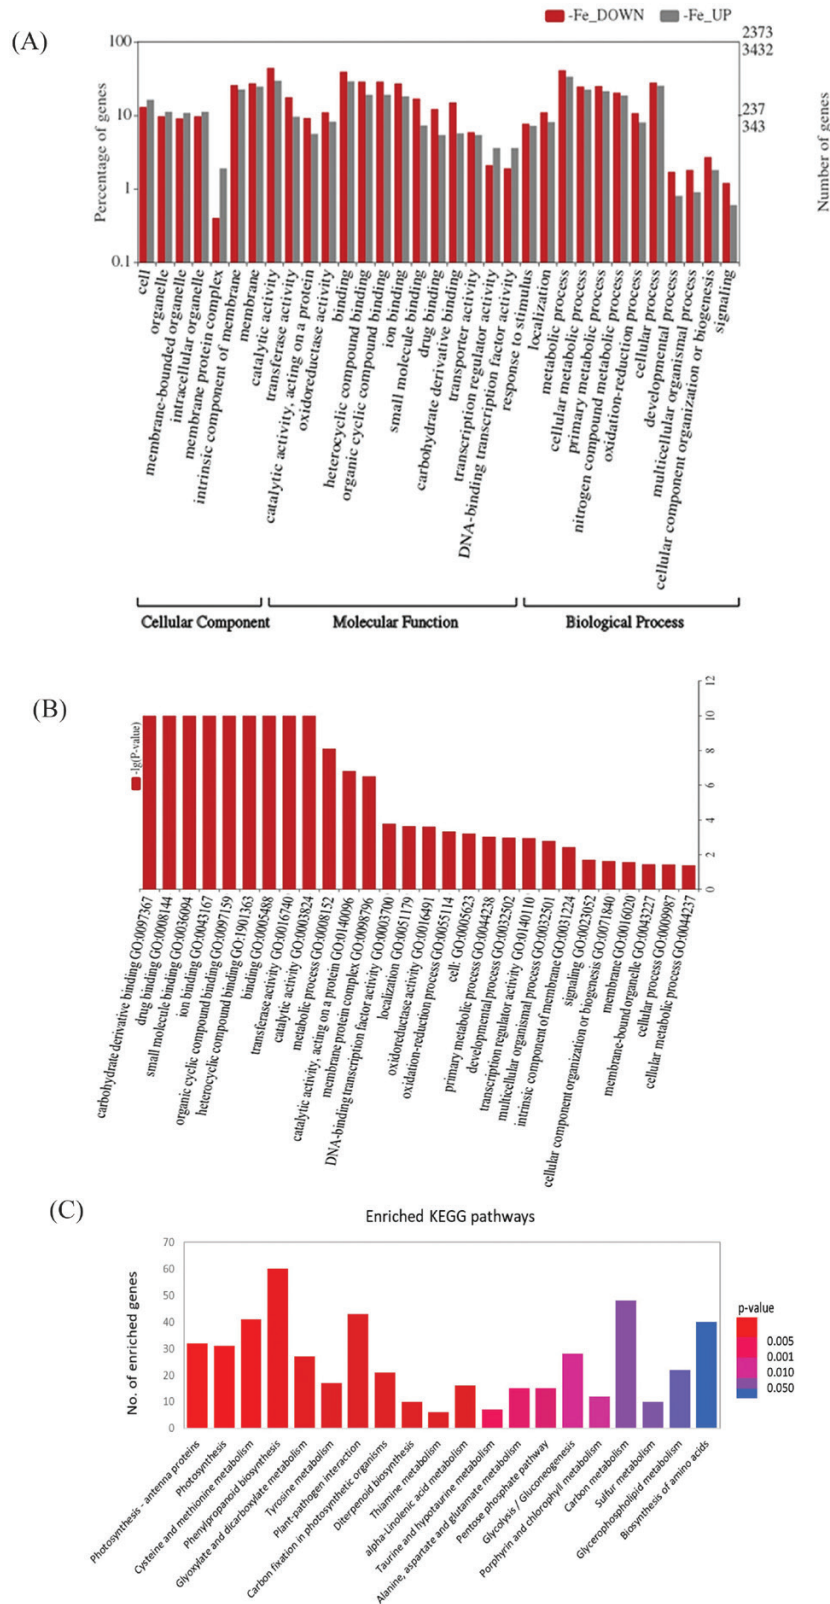 (A)
-Fe_DOWN -Fe_UP
Percentage of genes
100
10
1
0.1
2373
3432
237
343
Number of genes
cell
organelle
membrane-bounded organelle
intracellular organelle
membrane protein complex
intrinsic component of membrane
membrane
catalytic activity
transferase activity
catalytic activity, acting on a protein
oxidoreductase activity
binding
heterocyclic compound binding
organic cyclic compound binding
ion binding
small molecule binding
drug binding
carbohydrate derivative binding
transporter activity
transcription regulator activity
DNA-binding transcription factor activity
response to stimulus
localization
metabolic process
cellular metabolic process
primary metabolic process
nitrogen compound metabolic process
oxidation-reduction process
cellular process
developmental process
multicellular organismal process
cellular component organization or biogenesis
signaling
Cellular Component
Molecular Function
Biological Process
(B)
-lg(P-value)
12
10
8
6
4
2
0
carbohydrate derivative binding GO:0097367
drug binding GO:0008144
small molecule binding GO:0036094
ion binding GO:0043167
organic cyclic compound binding GO:0097159
heterocyclic compound binding GO:1901363
binding GO:0005488
transferase activity GO:0016740
catalytic activity GO:0003824
metabolic process GO:0008152
catalytic activity, acting on a protein GO:0140096
membrane protein complex GO:0098796
DNA-binding transcription factor activity GO:0003700
localization GO:0051179
oxidoreductase activity GO:0016491
oxidation-reduction process GO:0055114
cell: GO:0005623
primary metabolic process GO:0044238
developmental process GO:0032502
transcription regulator activity GO:0140110
multicellular organismal process GO:0032501
intrinsic component of membrane GO:0031224
signaling GO:0023052
cellular component organization or biogenesis GO:0071840
membrane GO:0016020
membrane-bound organelle GO:0043227
cellular process GO:0009987
cellular metabolic process GO:0044237
(C)
Enriched KEGG pathways
No. of enriched genes
70
60
50
40
30
20
10
0
p-value
0.005
0.001
0.010
0.050
Photosynthesis - antenna proteins
Photosynthesis
Cysteine and methionine metabolism
Phenylpropanoid biosynthesis
Glyoxylate and dicarboxylate metabolism
Tyrosine metabolism
Plant-pathogen interaction
Carbon fixation in photosynthetic organisms
Diterpenoid biosynthesis
Thiamine metabolism
alpha-Linolenic acid metabolism
Taurine and hypotaurine metabolism
Alanine, aspartate and glutamate metabolism
Pentose phosphate pathway
Glycolysis / Gluconeogenesis
Porphyrin and chlorophyll metabolism
Carbon metabolism
Sulfur metabolism
Glycerophospholipid metabolism
Biosynthesis of amino acids